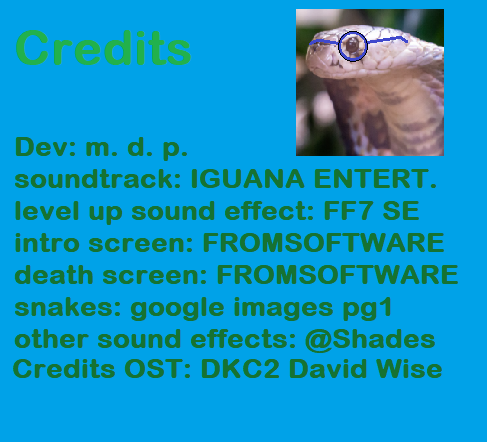 Credits
Dev: m. d. p.
soundtrack: IGUANA ENTERT.
level up sound effect: FF7 SE
intro screen: FROMSOFTWARE
death screen: FROMSOFTWARE
snakes: google images pg1
other sound effects: @Shades
Credits OST: DKC2 David Wise